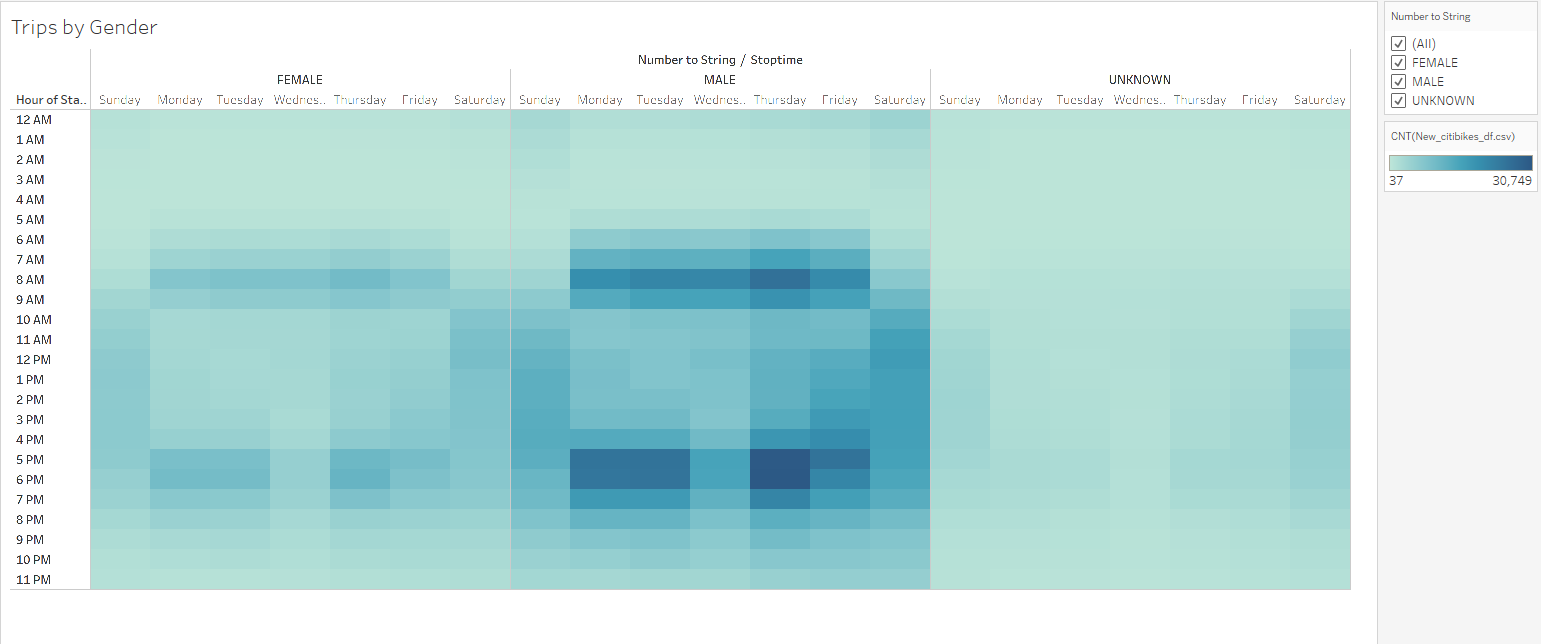 Trips by Gender
Number to String / Stoptime
FEMALE MALE UNKNOWN
Hour of Sta.. Sunday Monday Tuesday Wednes.. Thursday Friday Saturday Sunday Monday Tuesday Wednes.. Thursday Friday Saturday Sunday Monday Tuesday Wednes.. Thursday Friday Saturday
12 AM
1 AM
2 AM
3 AM
4 AM
5 AM
6 AM
7 AM
8 AM
9 AM
10 AM
11 AM
12 PM
1 PM
2 PM
3 PM
4 PM
5 PM
6 PM
7 PM
8 PM
9 PM
10 PM
11 PM
Number to String
(All)
FEMALE
MALE
UNKNOWN
CNT(New_citibikes_df.csv)
37 30,749